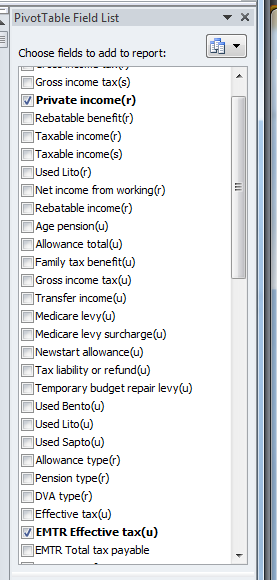 PivotTable Field List
Choose fields to add to report:
Gross income tax(r)
Gross income tax(s)
Private income(r)
Rebatable benefit(r)
Taxable income(r)
Taxable income(s)
Used Lito(r)
Net income from working(r)
Rebatable income(r)
Age pension(u)
Allowance total(u)
Family tax benefit(u)
Gross income tax(u)
Transfer income(u)
Medicare levy(u)
Medicare levy surcharge(u)
Newstart allowance(u)
Tax liability or refund(u)
Temporary budget repair levy(u)
Used Bento(u)
Used Lito(u)
Used Sapto(u)
Allowance type(r)
Pension type(r)
DVA type(r)
Effective tax(u)
EMTR Effective tax(u)
EMTR Total tax payable